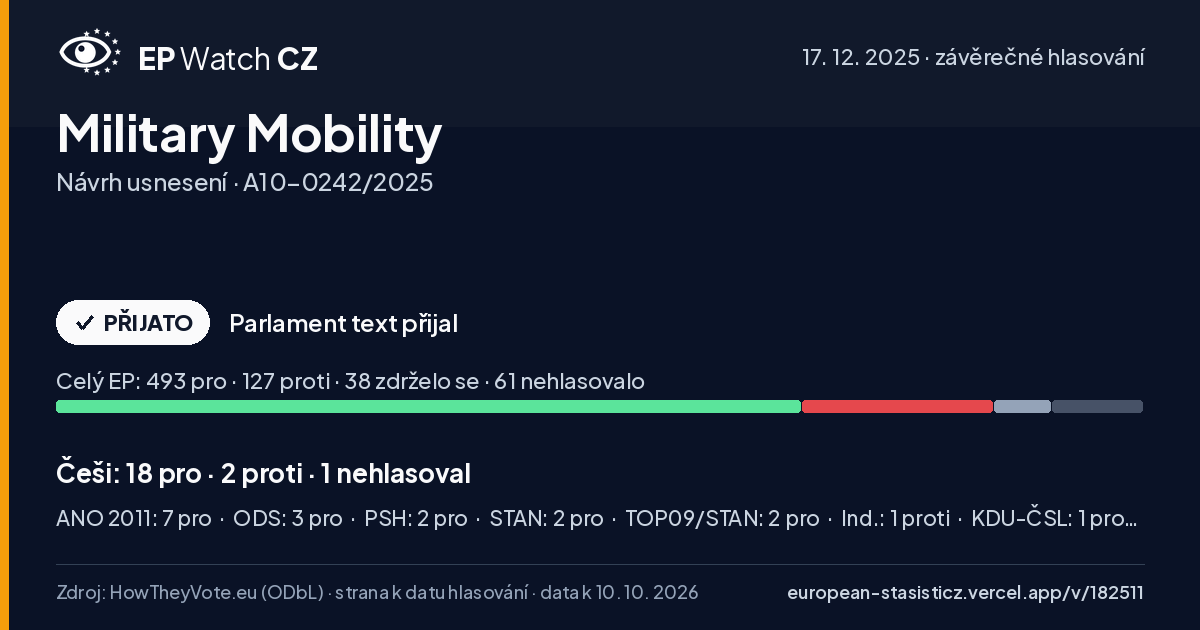 EP Watch CZ
17. 12. 2025 · závěrečné hlasování
Military Mobility
Návrh usnesení · A10-0242/2025
✓ PŘIJATO
Parlament text přijal
Celý EP: 493 pro · 127 proti · 38 zdrželo se · 61 nehlasovalo
Češi: 18 pro · 2 proti · 1 nehlasoval
ANO 2011: 7 pro · ODS: 3 pro · PSH: 2 pro · STAN: 2 pro · TOP09/STAN: 2 pro · Ind.: 1 proti · KDU-ČSL: 1 pro…
Zdroj: HowTheyVote.eu (ODbL) · strana k datu hlasování · data k 10. 10. 2026
european-stasisticz.vercel.app/v/182511